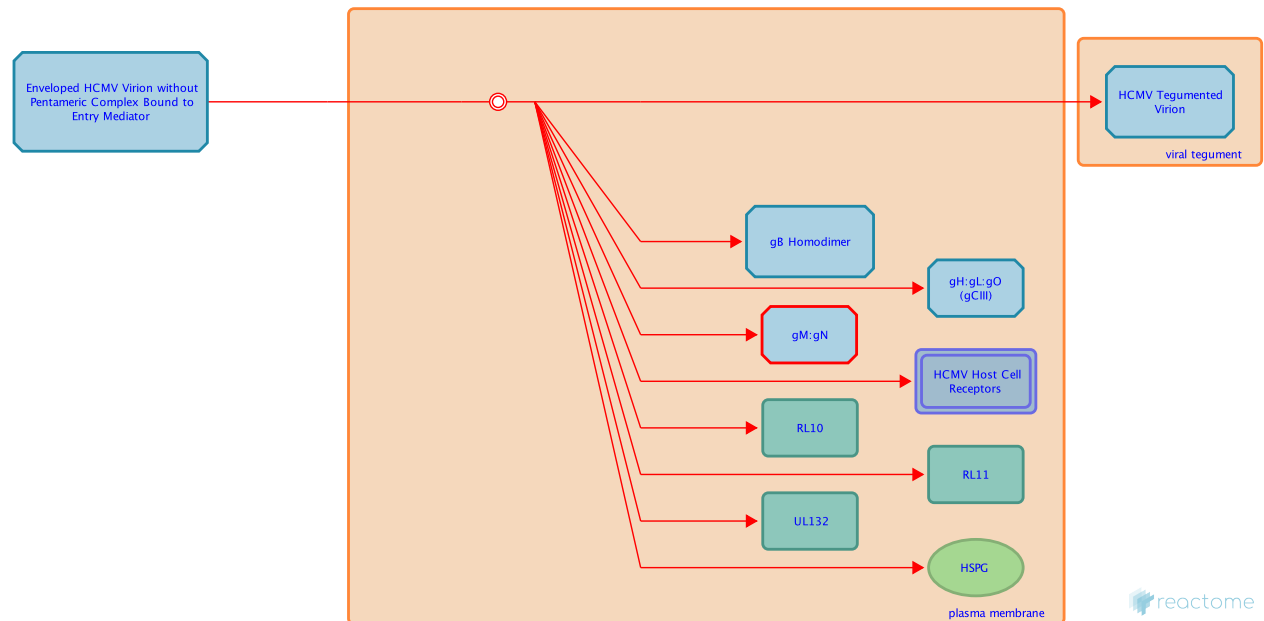 Enveloped HCMV Virion without
Pentameric Complex Bound to
Entry Mediator
HCMV Tegumented
Virion
viral tegument
gB Homodimer
gH:gL:gO
(gCIII)
gM:gN
HCMV Host Cell
Receptors
RL10
RL11
UL132
HSPG
plasma membrane
reactome